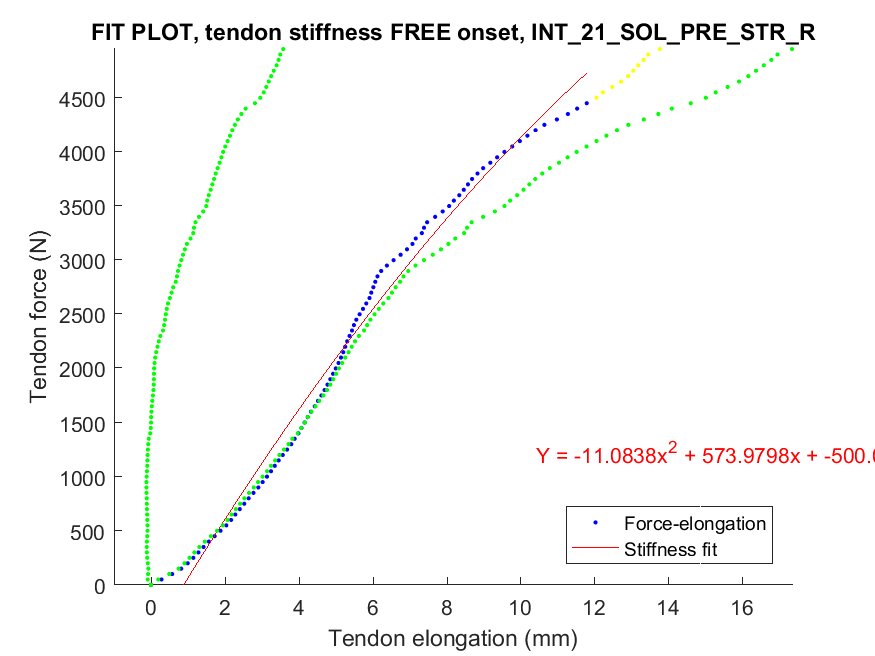 FIT PLOT, tendon stiffness FREE onset, INT_21_SOL_PRE_STR_R
4500
4000
3500
3000
2500
2000
1500
1000
500
0
Tendon force (N)
Y = -11.0838x² + 573.9798x + -500.0
Force-elongation
Stiffness fit
0 2 4 6 8 10 12 14 16
Tendon elongation (mm)